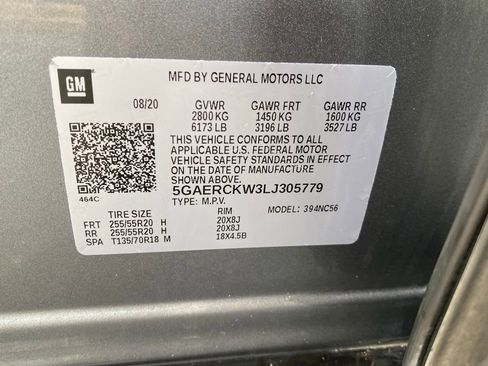 GM
MFD BY GENERAL MOTORS LLC
08/20 GVWR GAWR FRT GAWR RR
2800 KG 1450 KG 1600 KG
6173 LB 3196 LB 3527 LB
THIS VEHICLE CONFORMS TO ALL
APPLICABLE U.S. FEDERAL MOTOR
VEHICLE SAFETY STANDARDS IN EFFECT
ON THE DATE OF MANUFACTURE
SHOWN ABOVE.
464C
5GAERCKW3LJ305779
TYPE: M.P.V. MODEL: 394NC56
TIRE SIZE RIM
FRT 255/55R20 H 20X8J
RR 255/55R20 H 20X8J
SPA T135/70R18 M 18X4.5B